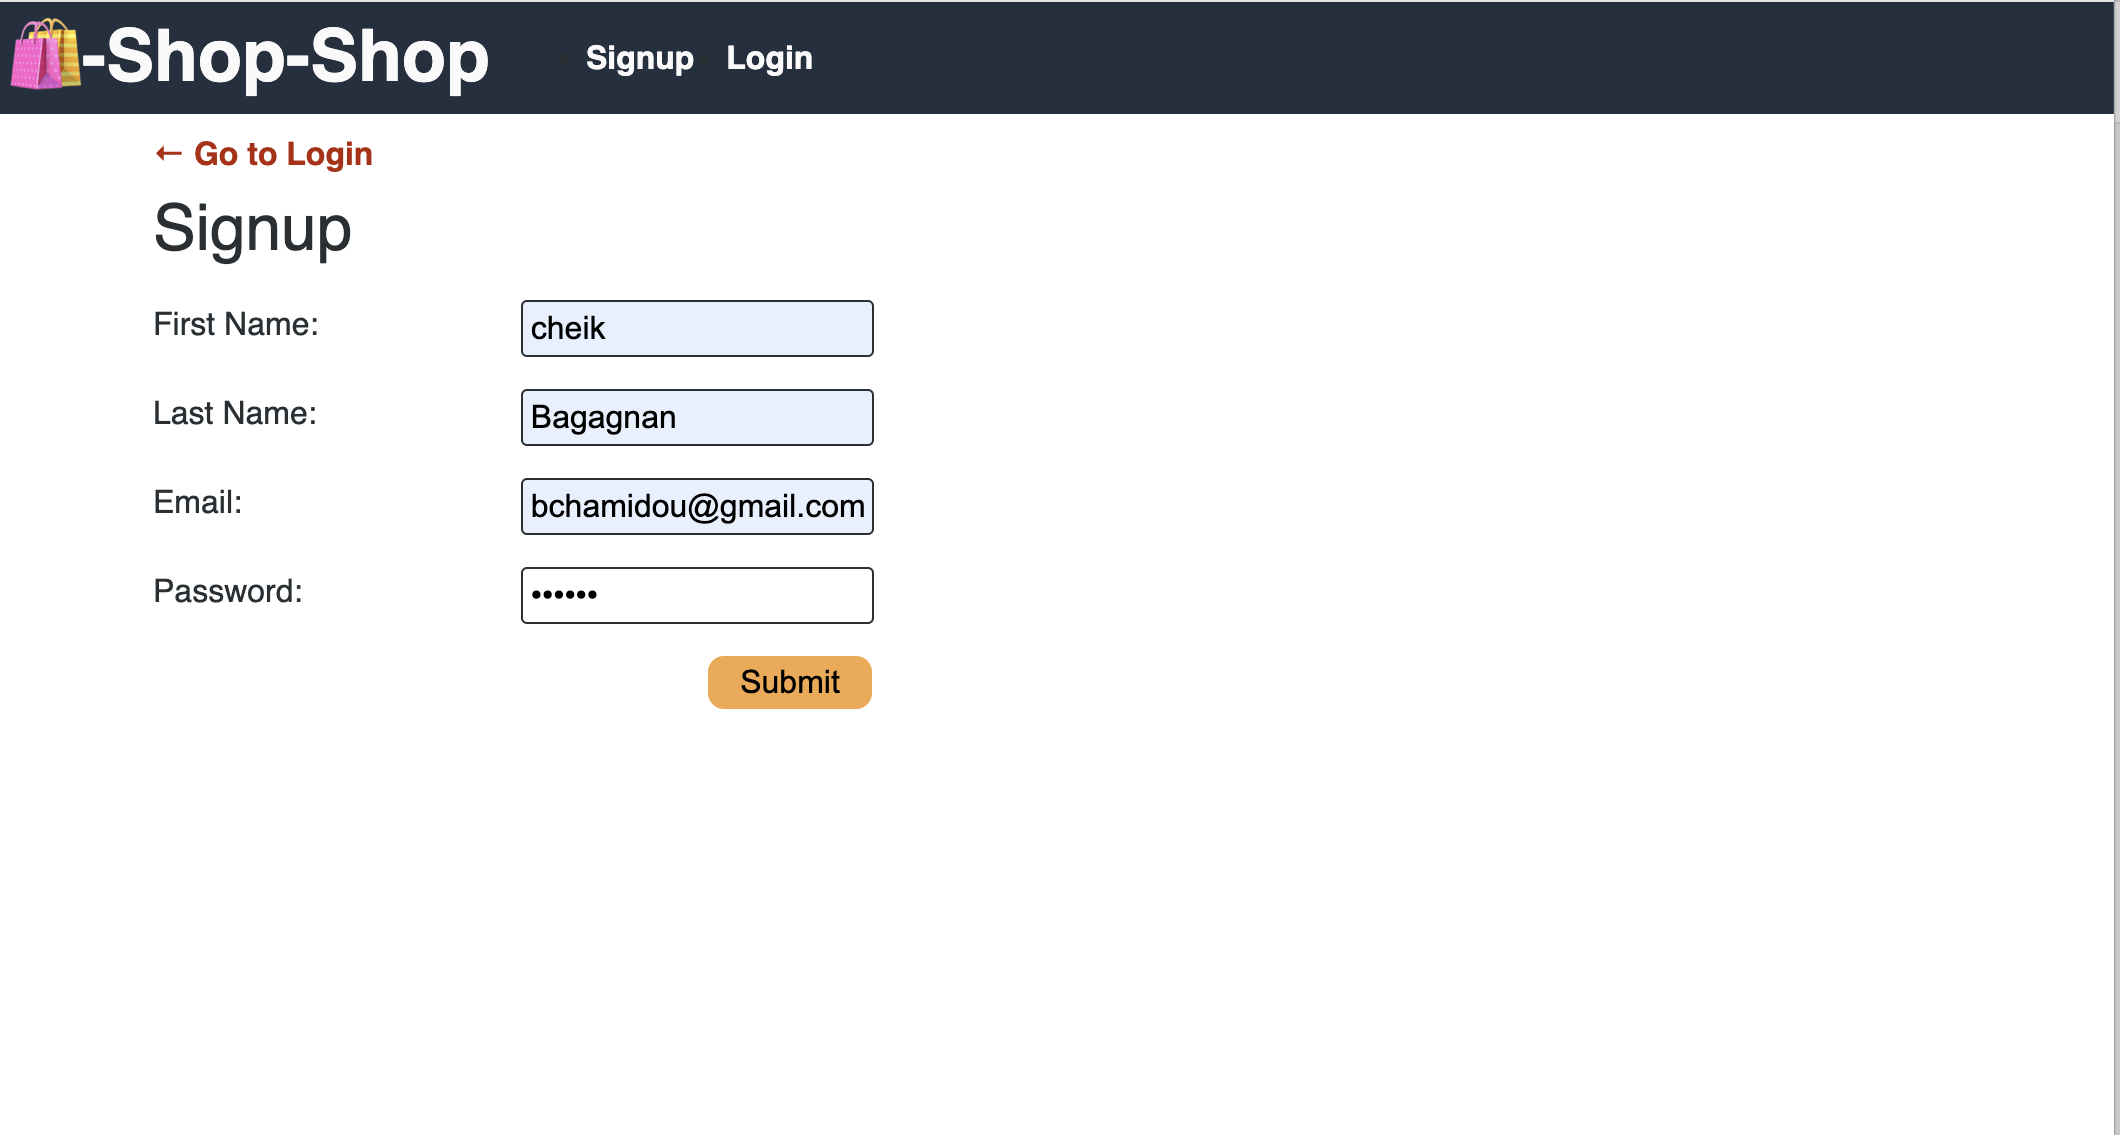 -Shop-Shop Signup Login
← Go to Login
Signup
First Name: cheik
Last Name: Bagagnan
Email: bchamidou@gmail.com
Password: ••••••
Submit